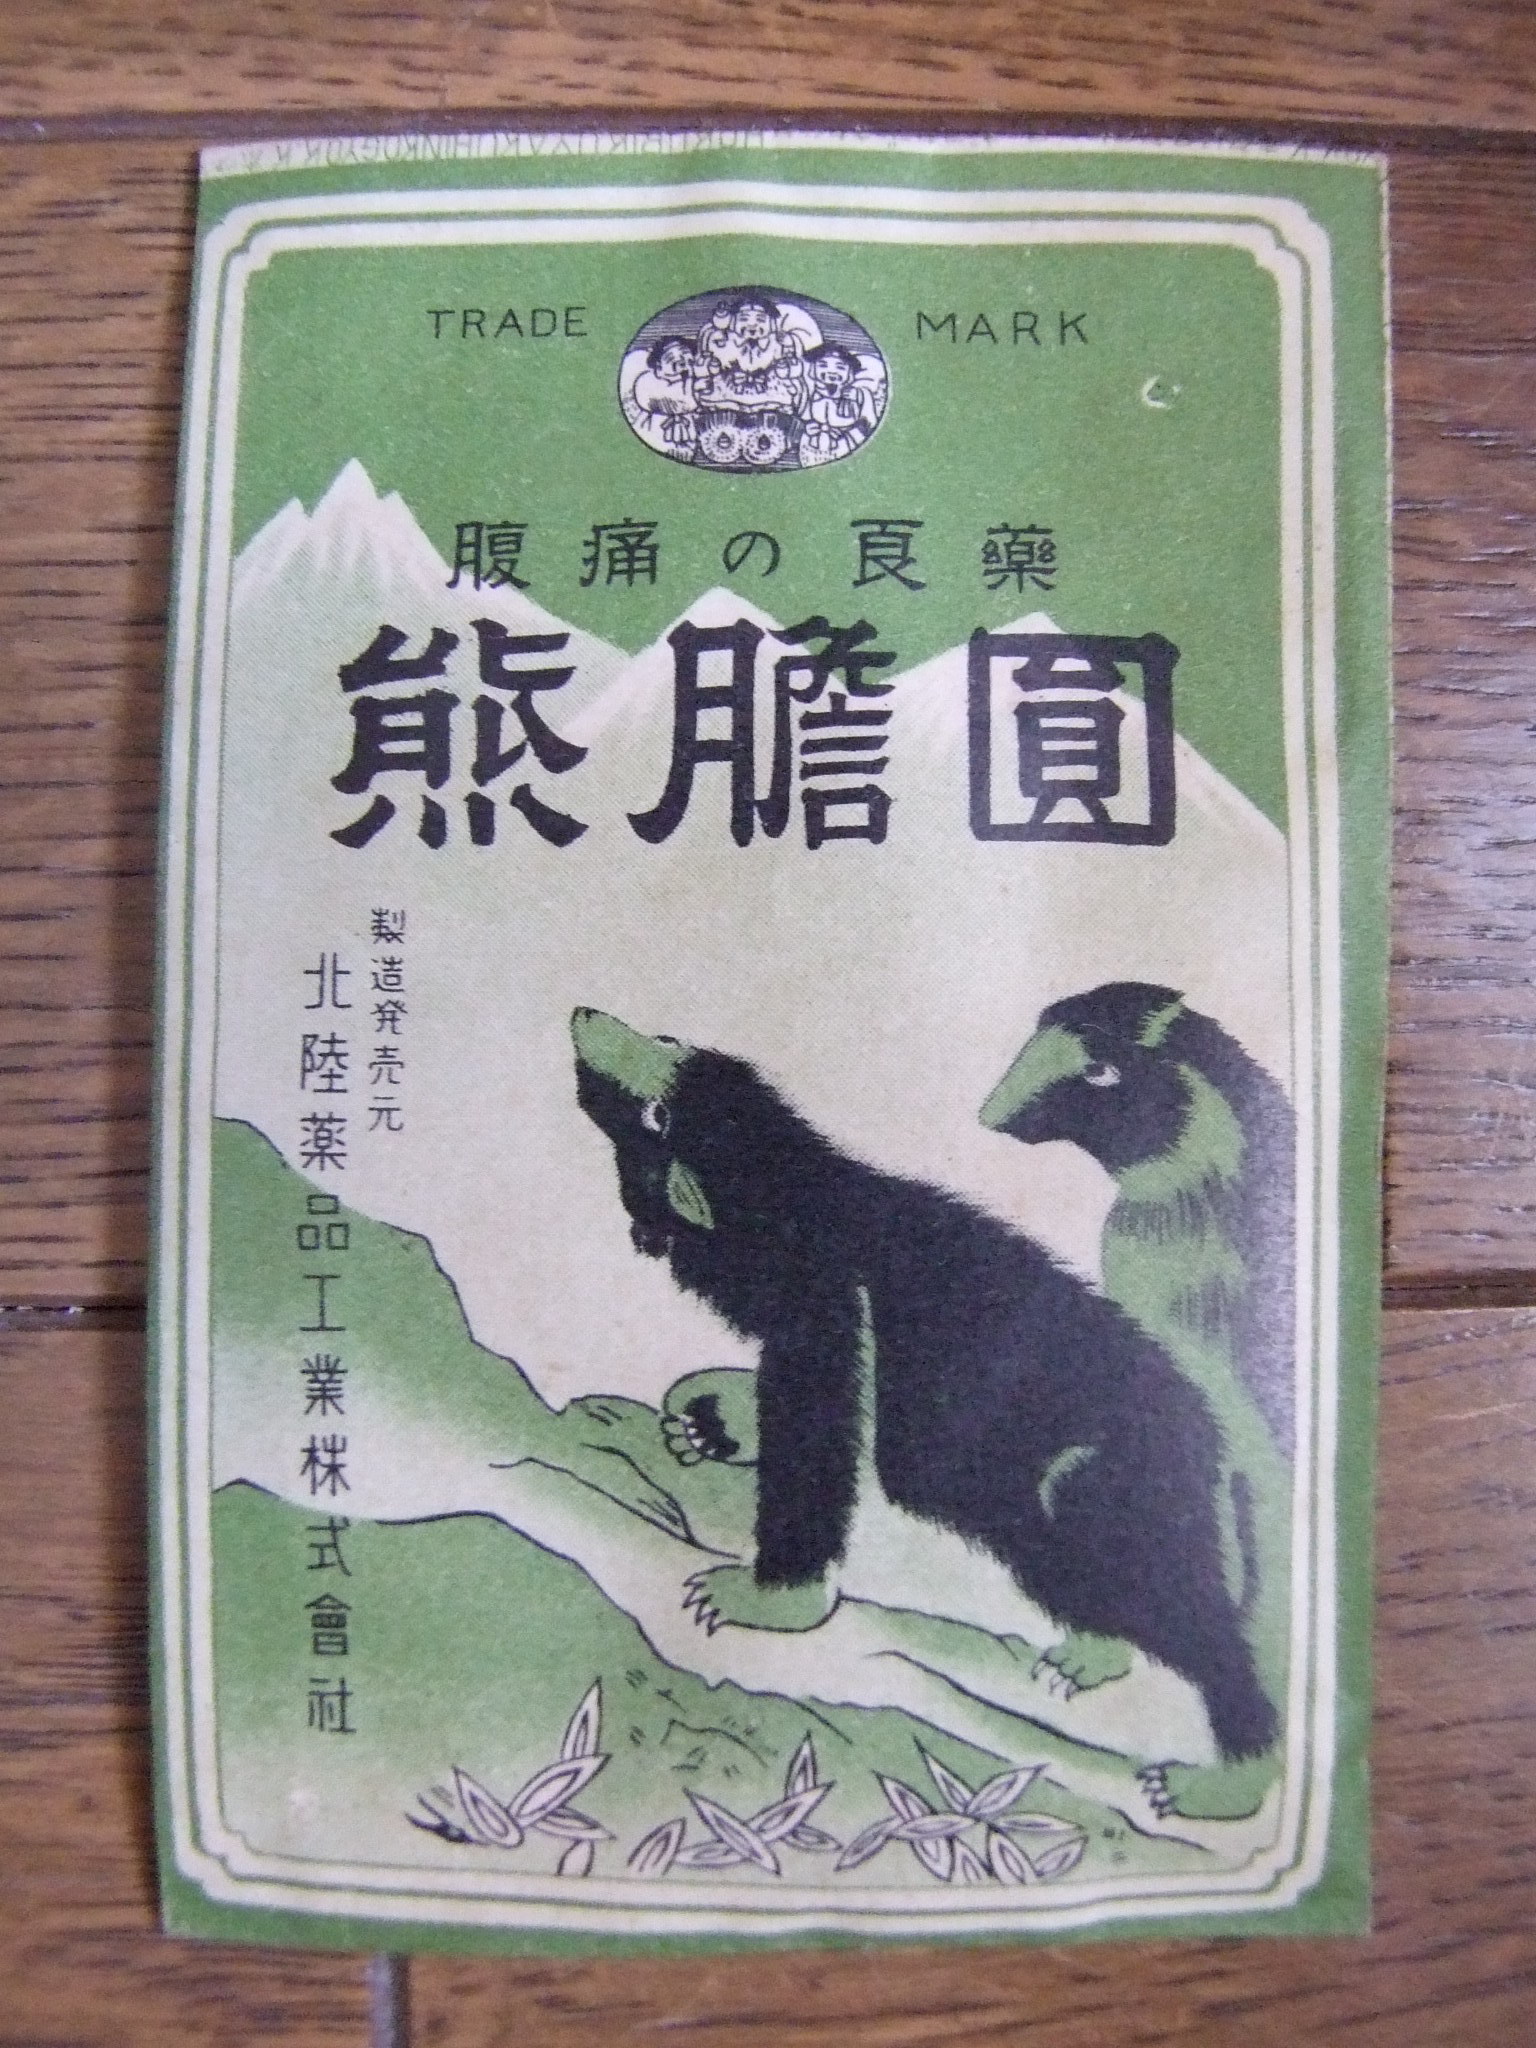 HOKURIKUYAKUHINKOGYOK.K.
TRADE MARK
腹痛の良薬
熊膽圓
製造発売元
北陸薬品工業株式會社